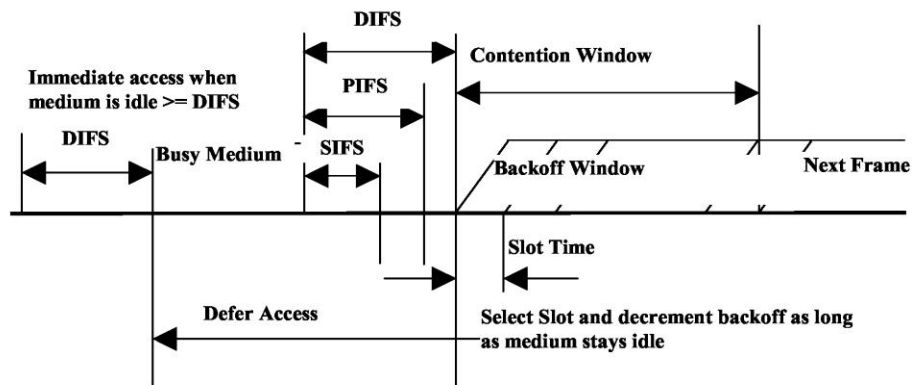 DIFS
Contention Window
Immediate access when
medium is idle >= DIFS
PIFS
DIFS
Busy Medium
SIFS
Backoff Window
Next Frame
Slot Time
Defer Access
Select Slot and decrement backoff as long
as medium stays idle